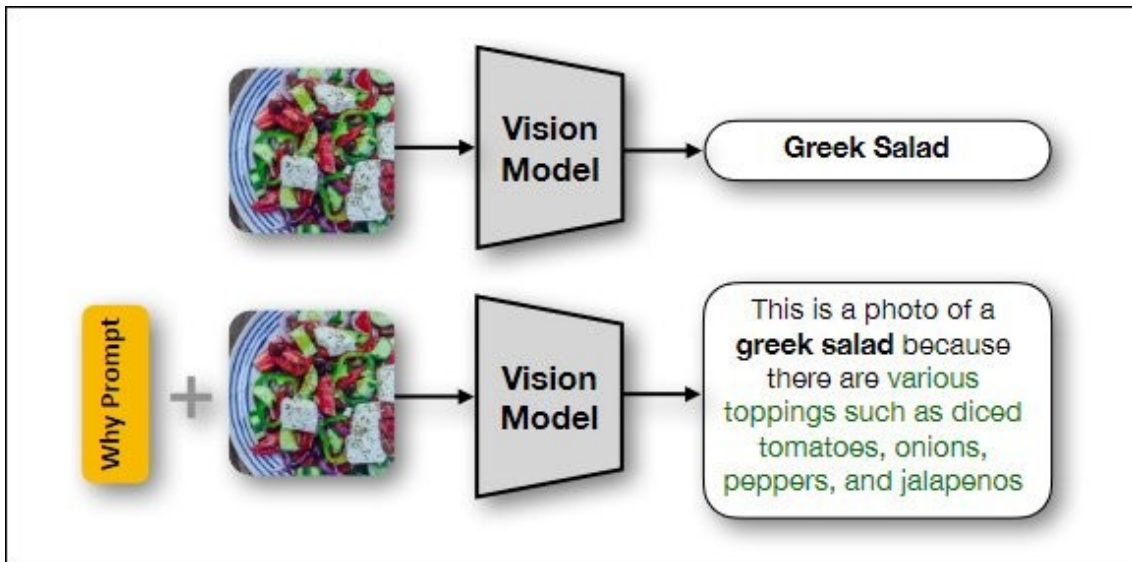 Vision
Model
Greek Salad
Why Prompt
+
Vision
Model
This is a photo of a
greek salad because
there are various
toppings such as diced
tomatoes, onions,
peppers, and jalapenos